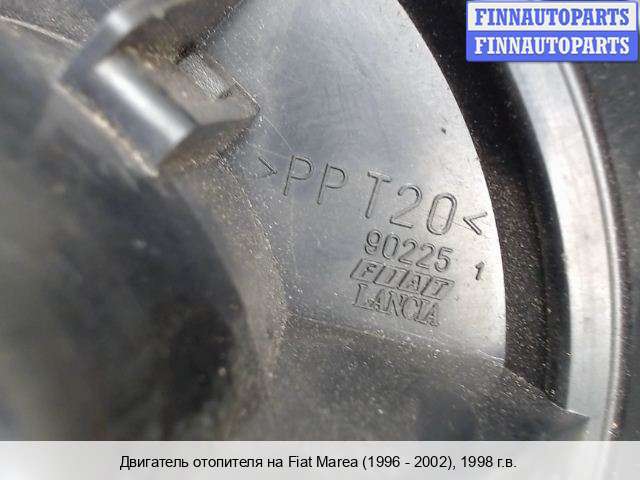 FINNAUTOPARTS
FINNAUTOPARTS
>PP T20<
90225 1
FIAT
LANCIA
Двигатель отопителя на Fiat Marea (1996 - 2002), 1998 г.в.